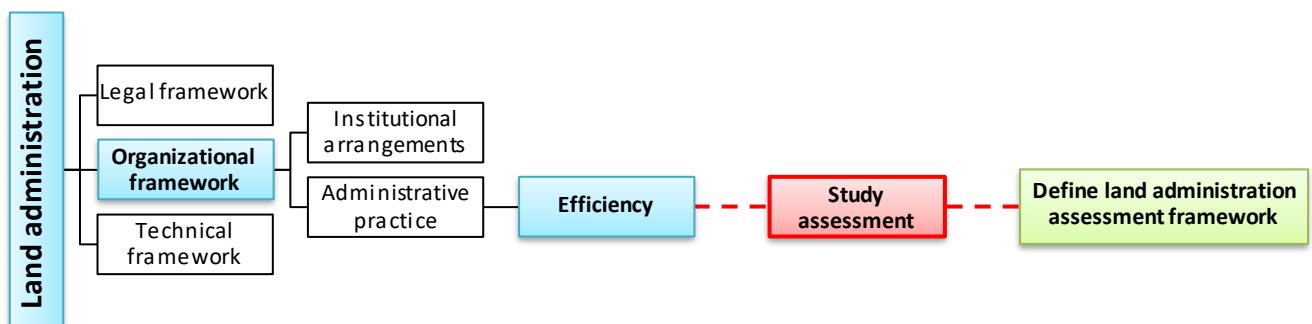 Land administration
Legal framework
Organizational
framework
Technical
framework
Institutional
arrangements
Administrative
practice
Efficiency
Study
assessment
Define land administration
assessment framework